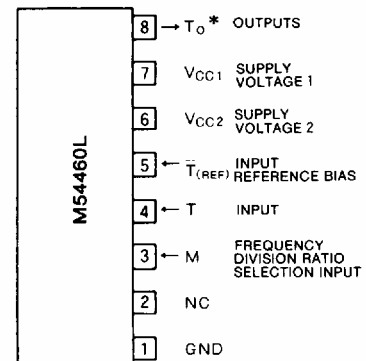 8 → To* OUTPUTS
7 VCC1 SUPPLY
VOLTAGE 1
6 VCC2 SUPPLY
VOLTAGE 2
5 ← T̄(REF) INPUT
REFERENCE BIAS
4 ← T INPUT
3 ← M FREQUENCY
DIVISION RATIO
SELECTION INPUT
2 NC
1 GND
M54460L